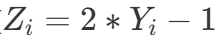 Z_i = 2 * Y_i − 1